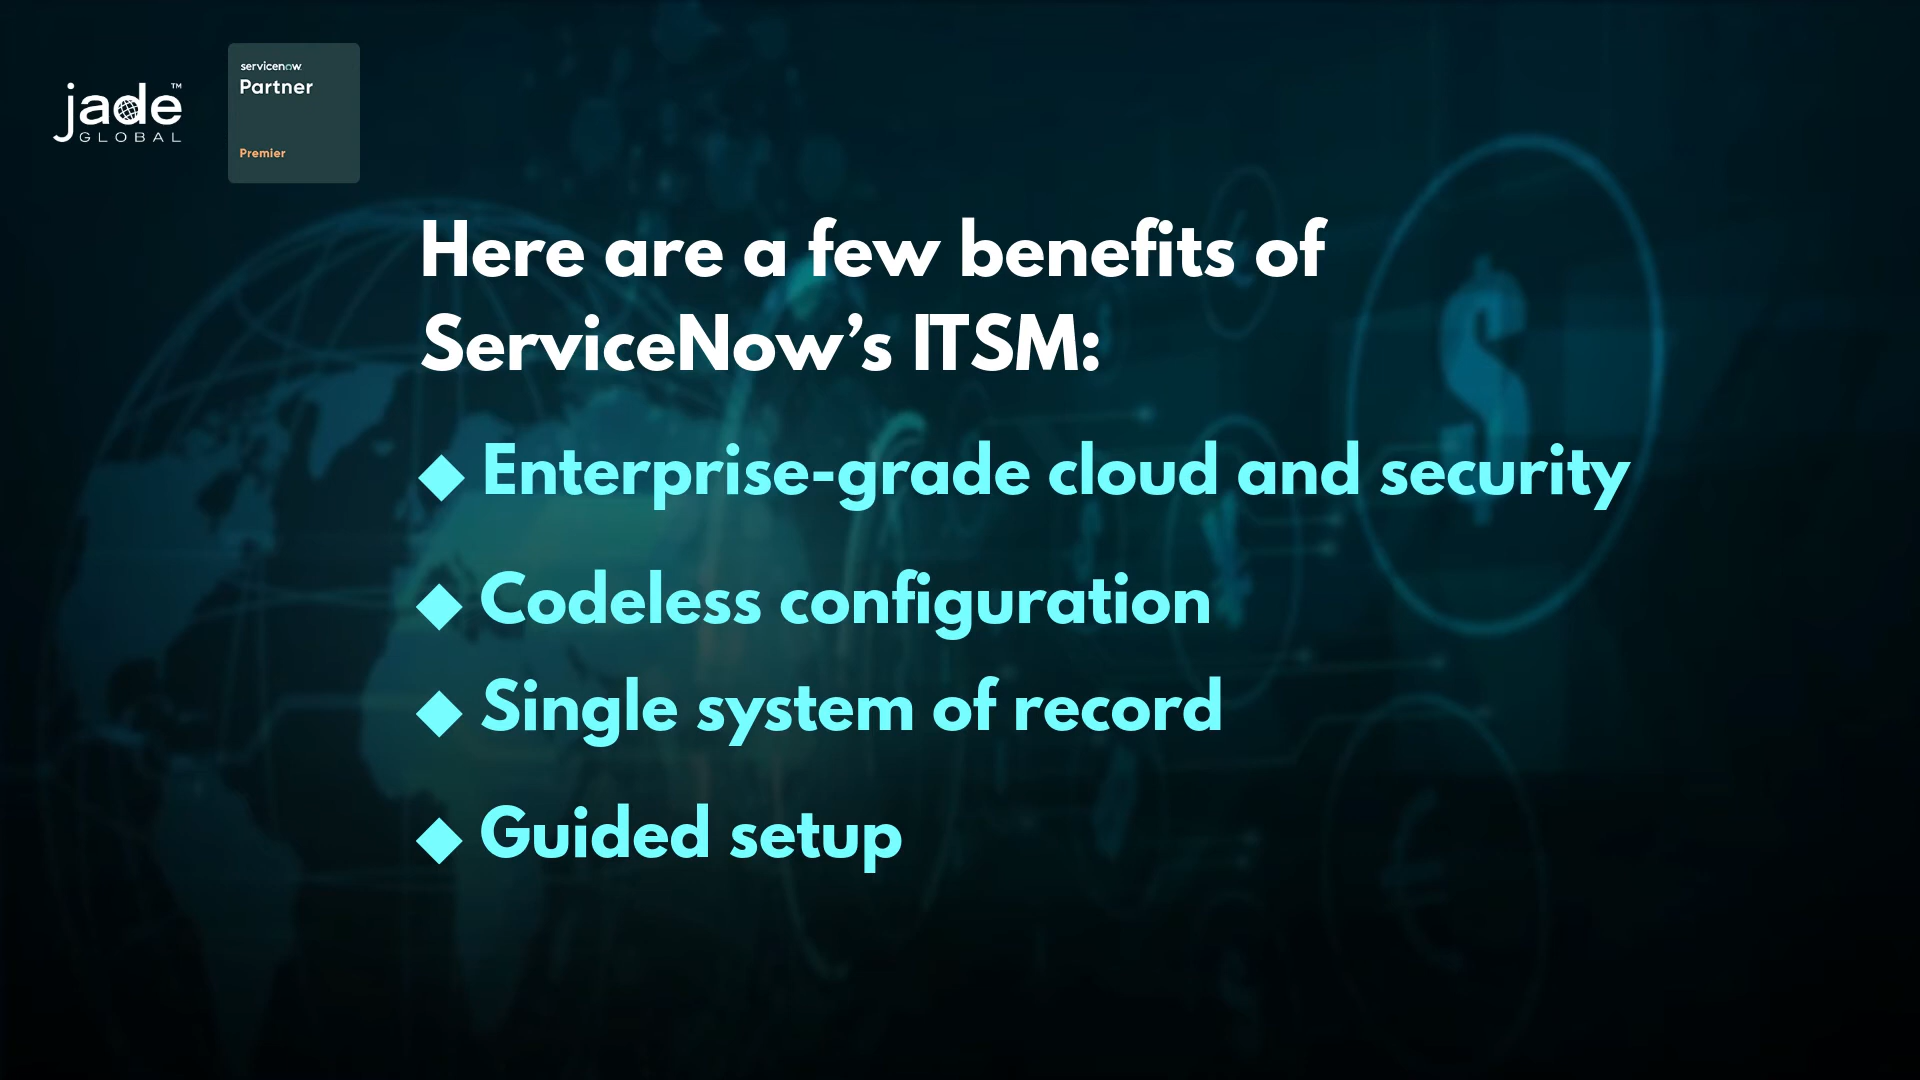 jade™
GLOBAL
servicenow
Partner
Premier
Here are a few benefits of
ServiceNow’s ITSM:
◆ Enterprise-grade cloud and security
◆ Codeless configuration
◆ Single system of record
◆ Guided setup